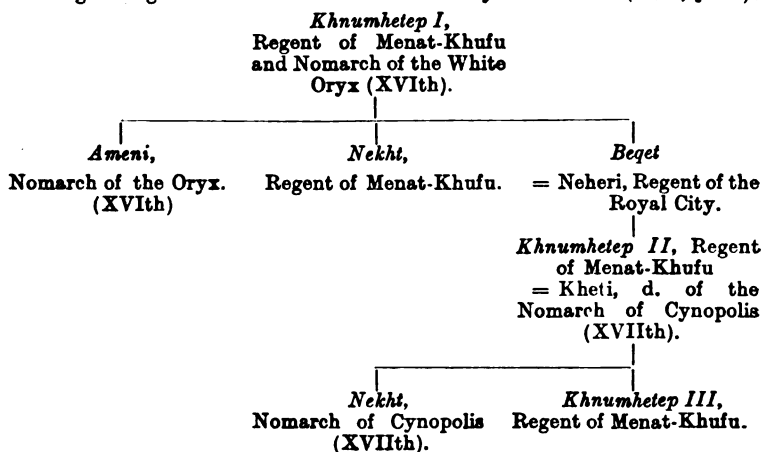 Khnumhetep I,
Regent of Menat-Khufu
and Nomarch of the White
Oryx (XVIth).
Ameni,
Nomarch of the Oryx.
(XVIth)
Nekht,
Regent of Menat-Khufu.
Beqet
= Neheri, Regent of the
Royal City.
Khnumhetep II, Regent
of Menat-Khufu
= Kheti, d. of the
Nomarch of Cynopolis
(XVIIth).
Nekht,
Nomarch of Cynopolis
(XVIIth).
Khnumhetep III,
Regent of Menat-Khufu.